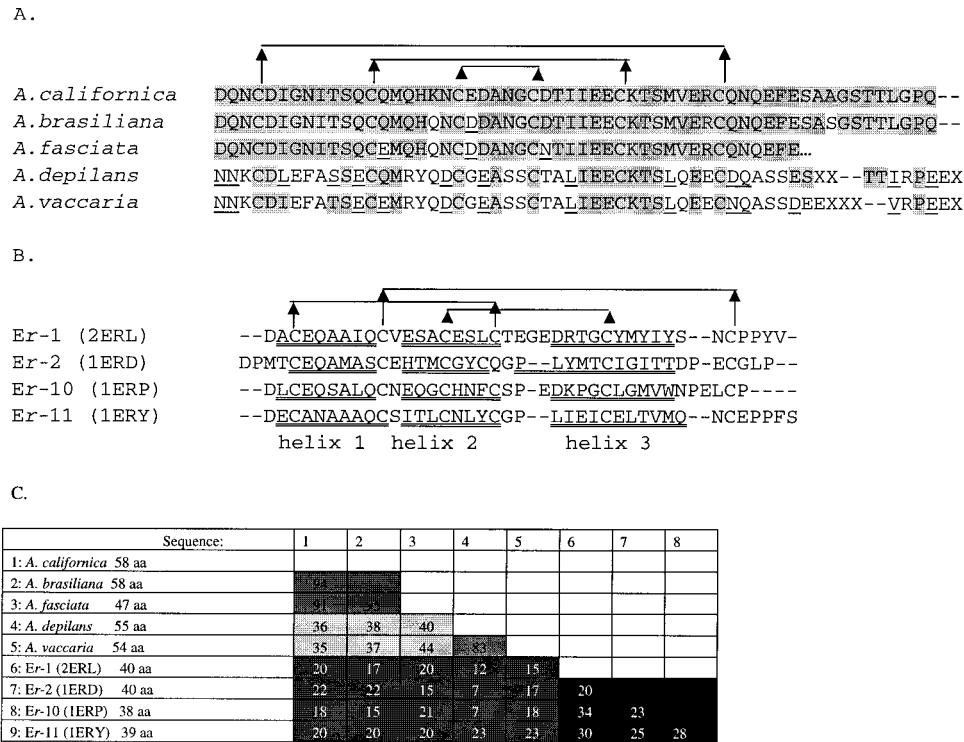 A.
A.californica DQNCDIGNITSQCQMQHKNCEDANGCDTIIEECKTSMVERCQNQEFESAAGSTTLGPQ--
A.brasiliana DQNCDIGNITSQCQMQHQNCDDANGCDTIIEECKTSMVERCQNQEFESASGSTTLGPQ--
A.fasciata DQNCDIGNITSQCEMQHQNCDDANGCNTIIEECKTSMVERCQNQEFE…
A.depilans NNKCDLEFASSECQMRYQDCGEASSCTALIEECKTSLQEECDQASSESXX--TTIRPEEX
A.vaccaria NNKCDIEFATSECEMRYQDCGEASSCTALIEECKTSLQEECNQASSDEEXXX--VRPEEX
B.
Er-1 (2ERL) --DACEQAAIQCVESACESLCTEGEDRTGCYMYIYS--NCPPYV-
Er-2 (1ERD) DPMTCEQAMASCEHTMCGYCQGP--LYMTCIGITTDP-ECGLP--
Er-10 (1ERP) --DLCEQSALQCNEQGCHNFCSP-EDKPGCLGMVWNPELCP----
Er-11 (1ERY) --DECANAAAQCSITLCNLYCGP--LIEICELTVMQ--NCEPPFS
helix 1 helix 2 helix 3
C.
Sequence: 1 2 3 4 5 6 7 8
1: A. californica 58 aa
2: A. brasiliana 58 aa 94
3: A. fasciata 47 aa 91
4: A. depilans 55 aa 36 38 40
5: A. vaccaria 54 aa 35 37 44 83
6: Er-1 (2ERL) 40 aa 20 17 20 12 15
7: Er-2 (1ERD) 40 aa 22 22 15 7 17 20
8: Er-10 (1ERP) 38 aa 18 15 21 7 18 34 23
9: Er-11 (1ERY) 39 aa 20 20 20 23 23 30 25 28